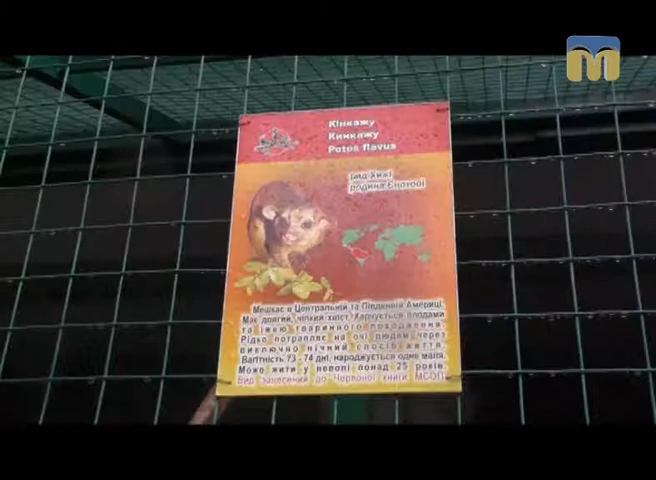 Кінкажу
Кинкажу
Potos flavus
Вид Хижі
родина Єнотові
Мешкає в Центральній та Південній Америці.
Має довгий, чіпкий хвіст. Харчується плодами
та їжею тваринного походження.
Рідко потрапляє на очі людям через
виключно нічний спосіб життя.
Вагітність 73 - 74 дні, народжується одне маля.
Може жити у неволі понад 25 років.
Вид занесений до Червоної книги МСОП